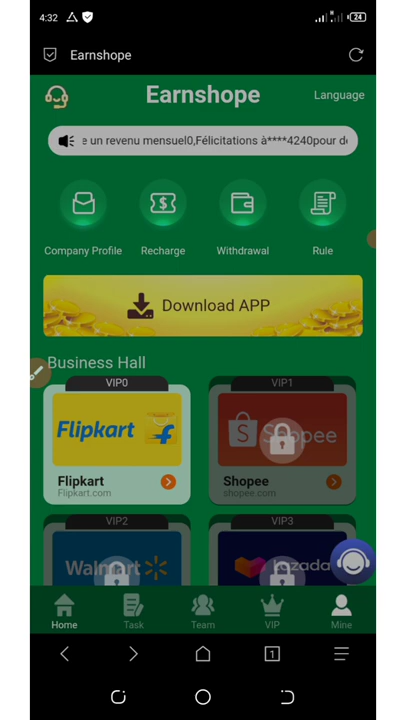 4:32
24
Earnshope
Earnshope
Language
e un revenu mensuel0,Félicitations à****4240pour de
Company Profile
Recharge
Withdrawal
Rule
Download APP
Business Hall
VIP0
VIP1
Flipkart
Shopee
Flipkart
Shopee
Flipkart.com
shopee.com
VIP2
VIP3
Walmart
Lazada
Home
Task
Team
VIP
Mine
1